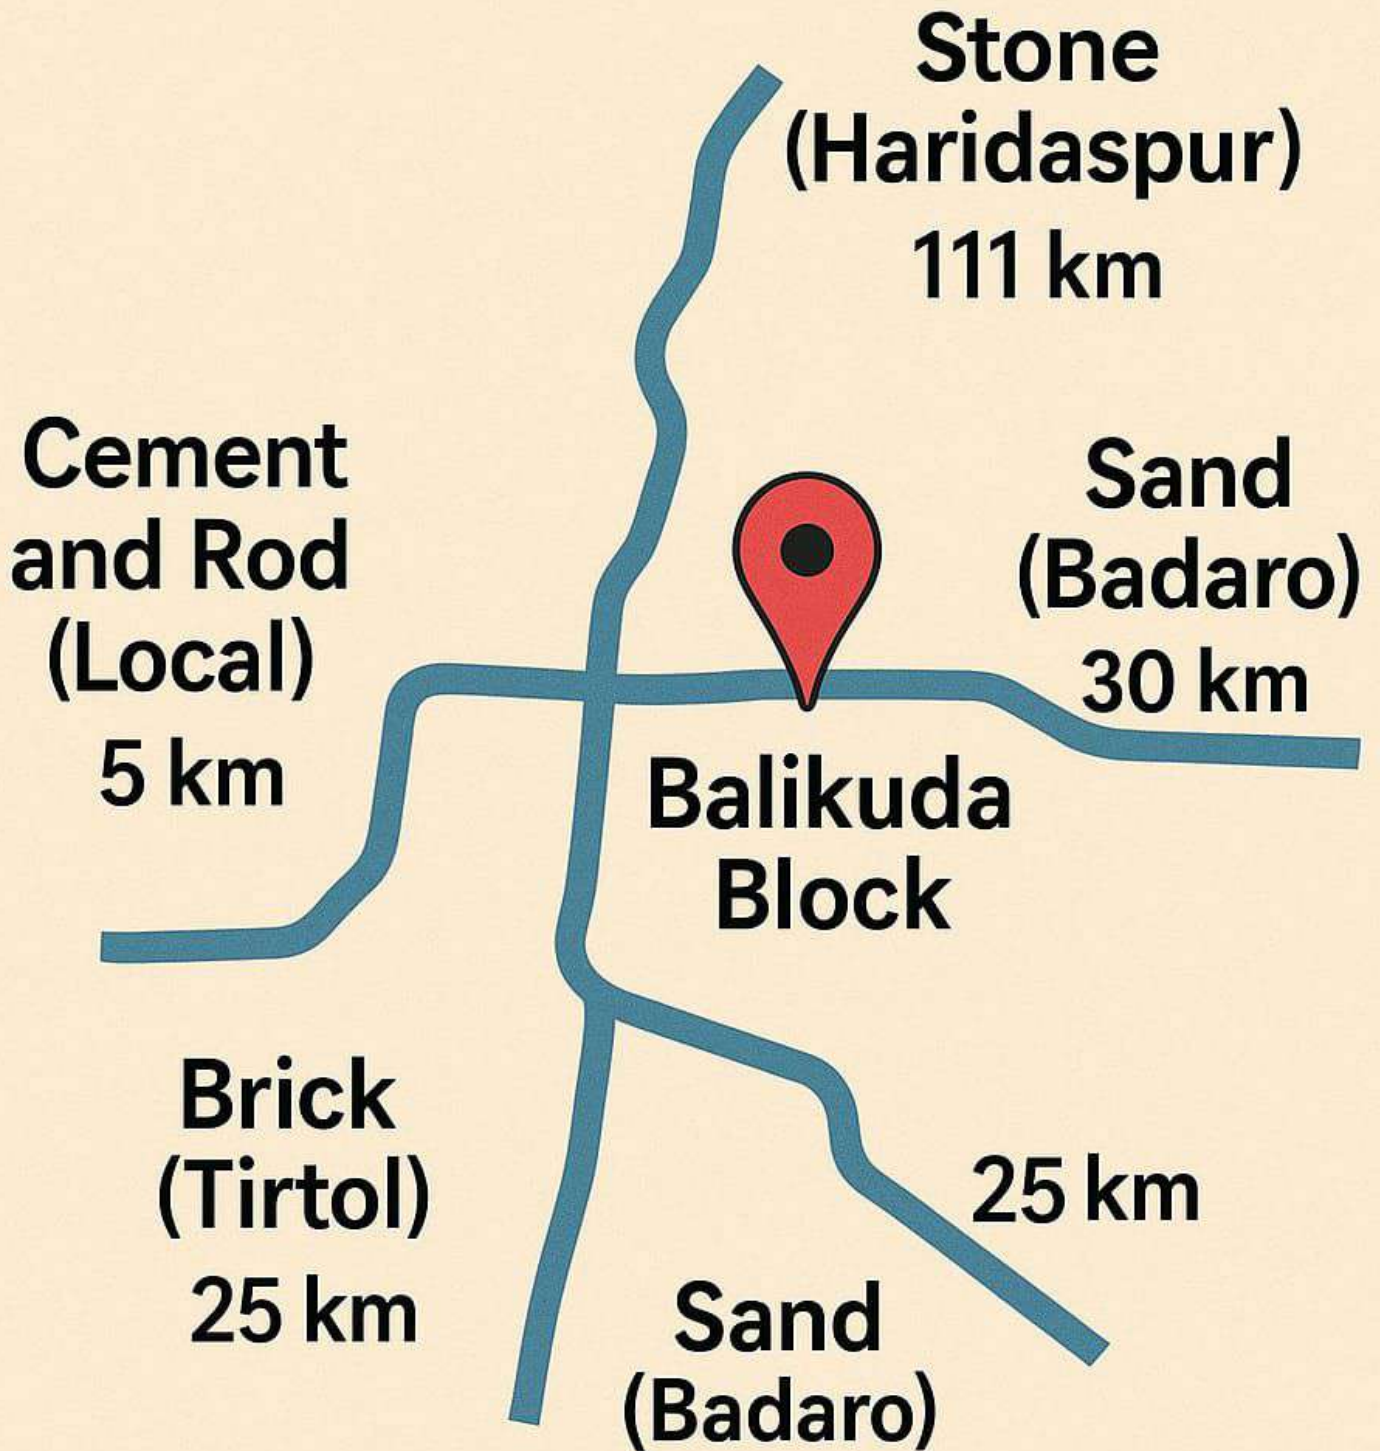 Stone
(Haridaspur)
111 km
Cement
and Rod
(Local)
5 km
Sand
(Badaro)
30 km
Balikuda
Block
Brick
(Tirtol)
25 km
25 km
Sand
(Badaro)